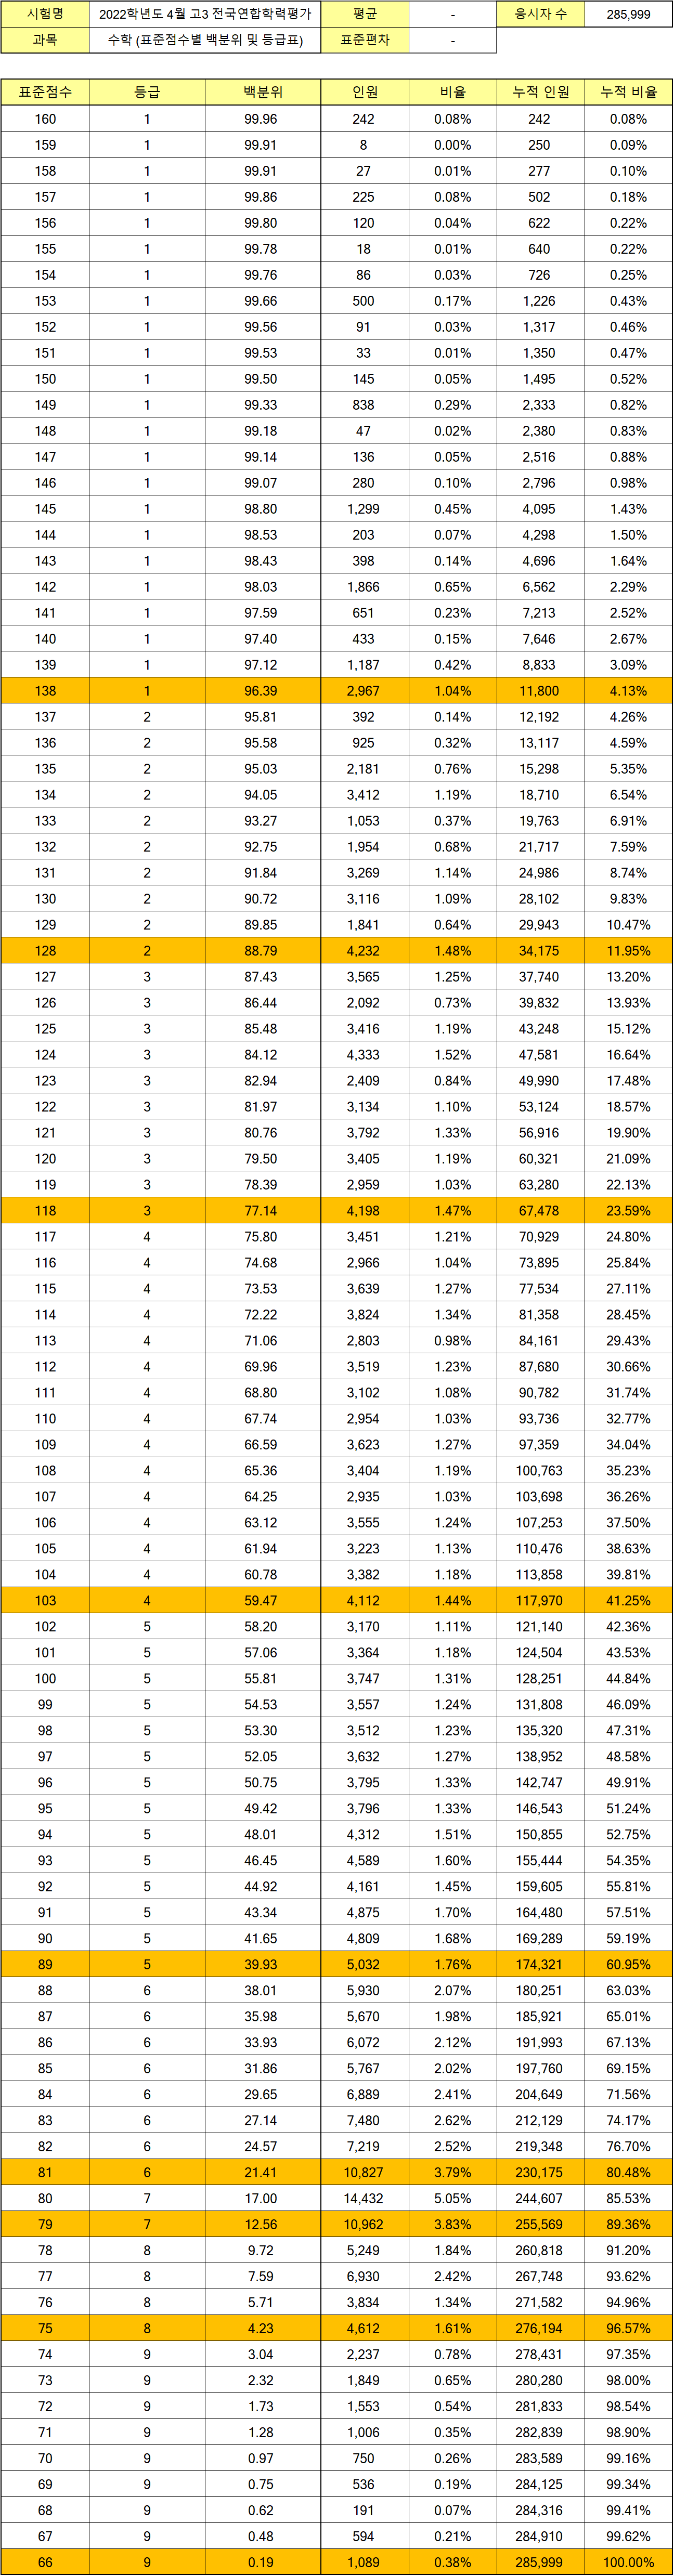 시험명 2022학년도 4월 고3 전국연합학력평가 평균 - 응시자 수 285,999
과목 수학 (표준점수별 백분위 및 등급표) 표준편차 -
표준점수 등급 백분위 인원 비율 누적 인원 누적 비율
160 1 99.96 242 0.08% 242 0.08%
159 1 99.91 8 0.00% 250 0.09%
158 1 99.91 27 0.01% 277 0.10%
157 1 99.86 225 0.08% 502 0.18%
156 1 99.80 120 0.04% 622 0.22%
155 1 99.78 18 0.01% 640 0.22%
154 1 99.76 86 0.03% 726 0.25%
153 1 99.66 500 0.17% 1,226 0.43%
152 1 99.56 91 0.03% 1,317 0.46%
151 1 99.53 33 0.01% 1,350 0.47%
150 1 99.50 145 0.05% 1,495 0.52%
149 1 99.33 838 0.29% 2,333 0.82%
148 1 99.18 47 0.02% 2,380 0.83%
147 1 99.14 136 0.05% 2,516 0.88%
146 1 99.07 280 0.10% 2,796 0.98%
145 1 98.80 1,299 0.45% 4,095 1.43%
144 1 98.53 203 0.07% 4,298 1.50%
143 1 98.43 398 0.14% 4,696 1.64%
142 1 98.03 1,866 0.65% 6,562 2.29%
141 1 97.59 651 0.23% 7,213 2.52%
140 1 97.40 433 0.15% 7,646 2.67%
139 1 97.12 1,187 0.42% 8,833 3.09%
138 1 96.39 2,967 1.04% 11,800 4.13%
137 2 95.81 392 0.14% 12,192 4.26%
136 2 95.58 925 0.32% 13,117 4.59%
135 2 95.03 2,181 0.76% 15,298 5.35%
134 2 94.05 3,412 1.19% 18,710 6.54%
133 2 93.27 1,053 0.37% 19,763 6.91%
132 2 92.75 1,954 0.68% 21,717 7.59%
131 2 91.84 3,269 1.14% 24,986 8.74%
130 2 90.72 3,116 1.09% 28,102 9.83%
129 2 89.85 1,841 0.64% 29,943 10.47%
128 2 88.79 4,232 1.48% 34,175 11.95%
127 3 87.43 3,565 1.25% 37,740 13.20%
126 3 86.44 2,092 0.73% 39,832 13.93%
125 3 85.48 3,416 1.19% 43,248 15.12%
124 3 84.12 4,333 1.52% 47,581 16.64%
123 3 82.94 2,409 0.84% 49,990 17.48%
122 3 81.97 3,134 1.10% 53,124 18.57%
121 3 80.76 3,792 1.33% 56,916 19.90%
120 3 79.50 3,405 1.19% 60,321 21.09%
119 3 78.39 2,959 1.03% 63,280 22.13%
118 3 77.14 4,198 1.47% 67,478 23.59%
117 4 75.80 3,451 1.21% 70,929 24.80%
116 4 74.68 2,966 1.04% 73,895 25.84%
115 4 73.53 3,639 1.27% 77,534 27.11%
114 4 72.22 3,824 1.34% 81,358 28.45%
113 4 71.06 2,803 0.98% 84,161 29.43%
112 4 69.96 3,519 1.23% 87,680 30.66%
111 4 68.80 3,102 1.08% 90,782 31.74%
110 4 67.74 2,954 1.03% 93,736 32.77%
109 4 66.59 3,623 1.27% 97,359 34.04%
108 4 65.36 3,404 1.19% 100,763 35.23%
107 4 64.25 2,935 1.03% 103,698 36.26%
106 4 63.12 3,555 1.24% 107,253 37.50%
105 4 61.94 3,223 1.13% 110,476 38.63%
104 4 60.78 3,382 1.18% 113,858 39.81%
103 4 59.47 4,112 1.44% 117,970 41.25%
102 5 58.20 3,170 1.11% 121,140 42.36%
101 5 57.06 3,364 1.18% 124,504 43.53%
100 5 55.81 3,747 1.31% 128,251 44.84%
99 5 54.53 3,557 1.24% 131,808 46.09%
98 5 53.30 3,512 1.23% 135,320 47.31%
97 5 52.05 3,632 1.27% 138,952 48.58%
96 5 50.75 3,795 1.33% 142,747 49.91%
95 5 49.42 3,796 1.33% 146,543 51.24%
94 5 48.01 4,312 1.51% 150,855 52.75%
93 5 46.45 4,589 1.60% 155,444 54.35%
92 5 44.92 4,161 1.45% 159,605 55.81%
91 5 43.34 4,875 1.70% 164,480 57.51%
90 5 41.65 4,809 1.68% 169,289 59.19%
89 5 39.93 5,032 1.76% 174,321 60.95%
88 6 38.01 5,930 2.07% 180,251 63.03%
87 6 35.98 5,670 1.98% 185,921 65.01%
86 6 33.93 6,072 2.12% 191,993 67.13%
85 6 31.86 5,767 2.02% 197,760 69.15%
84 6 29.65 6,889 2.41% 204,649 71.56%
83 6 27.14 7,480 2.62% 212,129 74.17%
82 6 24.57 7,219 2.52% 219,348 76.70%
81 6 21.41 10,827 3.79% 230,175 80.48%
80 7 17.00 14,432 5.05% 244,607 85.53%
79 7 12.56 10,962 3.83% 255,569 89.36%
78 8 9.72 5,249 1.84% 260,818 91.20%
77 8 7.59 6,930 2.42% 267,748 93.62%
76 8 5.71 3,834 1.34% 271,582 94.96%
75 8 4.23 4,612 1.61% 276,194 96.57%
74 9 3.04 2,237 0.78% 278,431 97.35%
73 9 2.32 1,849 0.65% 280,280 98.00%
72 9 1.73 1,553 0.54% 281,833 98.54%
71 9 1.28 1,006 0.35% 282,839 98.90%
70 9 0.97 750 0.26% 283,589 99.16%
69 9 0.75 536 0.19% 284,125 99.34%
68 9 0.62 191 0.07% 284,316 99.41%
67 9 0.48 594 0.21% 284,910 99.62%
66 9 0.19 1,089 0.38% 285,999 100.00%